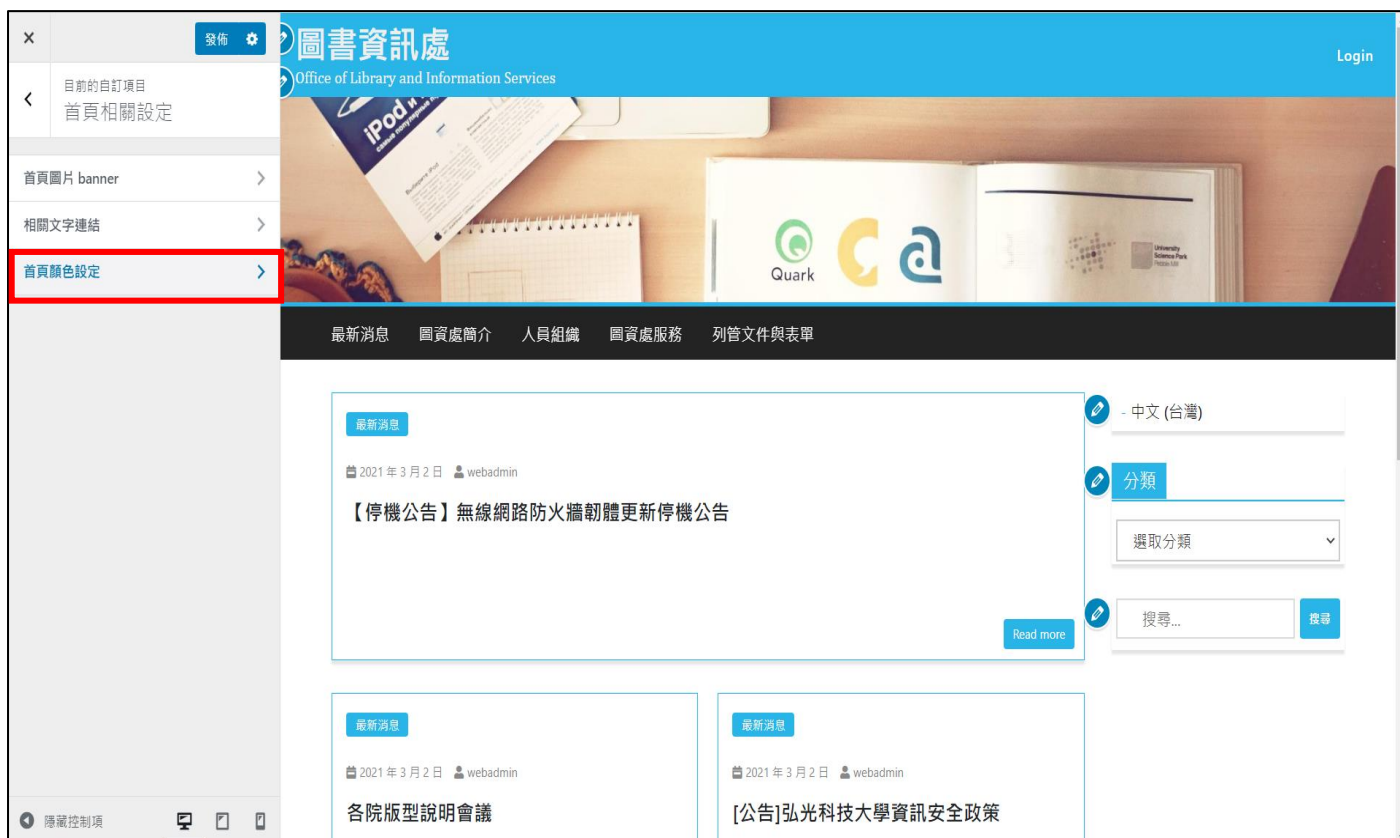 發佈
目前的自訂項目
首頁相關設定
首頁圖片 banner
相關文字連結
首頁顏色設定
隱藏控制項
圖書資訊處
Office of Library and Information Services
Login
iPod
Quark
University
Science Park
最新消息 圖資處簡介 人員組織 圖資處服務 列管文件與表單
最新消息
2021 年 3 月 2 日 webadmin
【停機公告】無線網路防火牆韌體更新停機公告
Read more
最新消息
2021 年 3 月 2 日 webadmin
各院版型說明會議
最新消息
2021 年 3 月 2 日 webadmin
[公告]弘光科技大學資訊安全政策
- 中文 (台灣)
分類
選取分類
搜尋... 搜尋